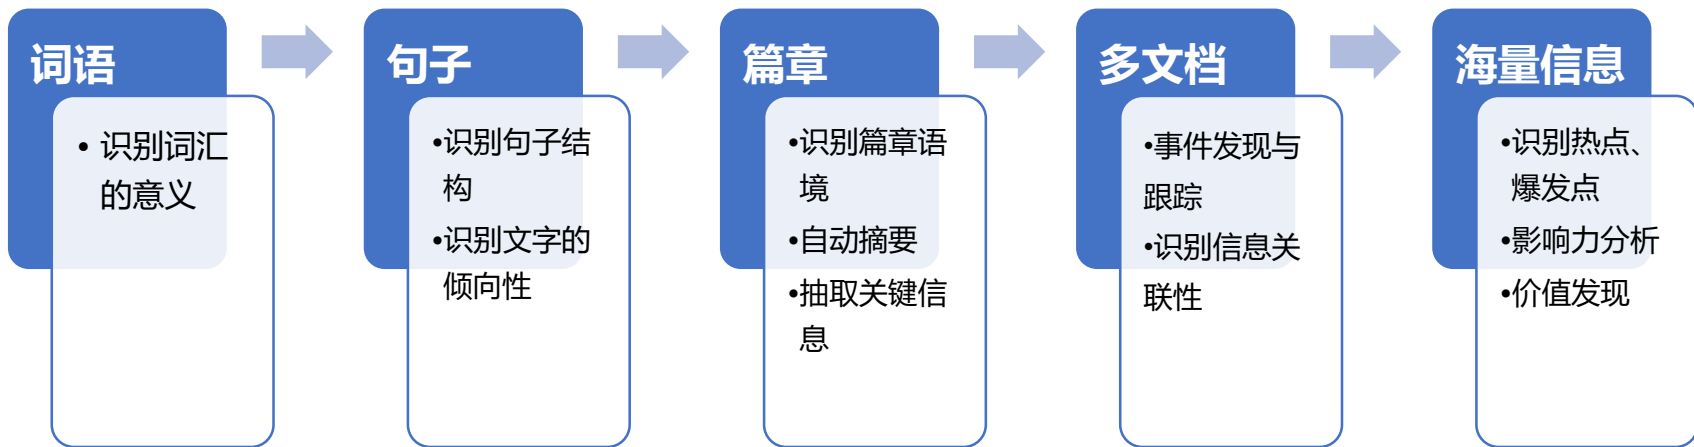 词语
• 识别词汇
的意义
句子
•识别句子结
构
•识别文字的
倾向性
篇章
•识别篇章语
境
•自动摘要
•抽取关键信
息
多文档
•事件发现与
跟踪
•识别信息关
联性
海量信息
•识别热点、
爆发点
•影响力分析
•价值发现